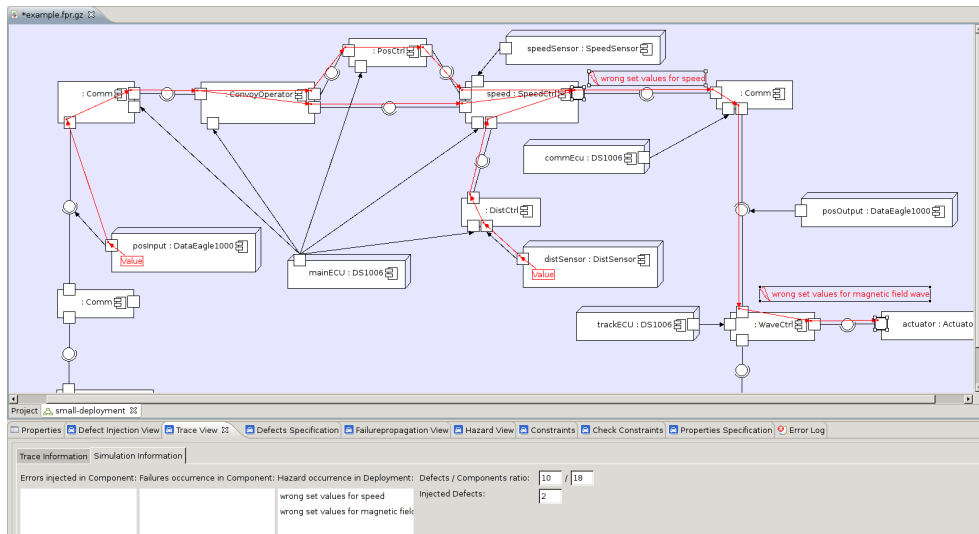 *example.fpr.gz
: PosCtrl
speedSensor : SpeedSensor
wrong set values for speed
: Comm
: ConvoyOperator
speed : SpeedCtrl
: Comm
commEcu : DS1006
: DistCtrl
posOutput : DataEagle1000
posInput : DataEagle1000
Value
mainECU : DS1006
distSensor : DistSensor
Value
: Comm
wrong set values for magnetic field wave
trackECU : DS1006
: WaveCtrl
actuator : Actuato
Project small-deployment
Properties Defect Injection View Trace View Defects Specification Failurepropagation View Hazard View Constraints Check Constraints Properties Specification Error Log
Trace Information Simulation Information
Errors injected in Component: Failures occurrence in Component: Hazard occurrence in Deployment: Defects / Components ratio: 10 / 18
wrong set values for speed
Injected Defects: 2
wrong set values for magnetic field